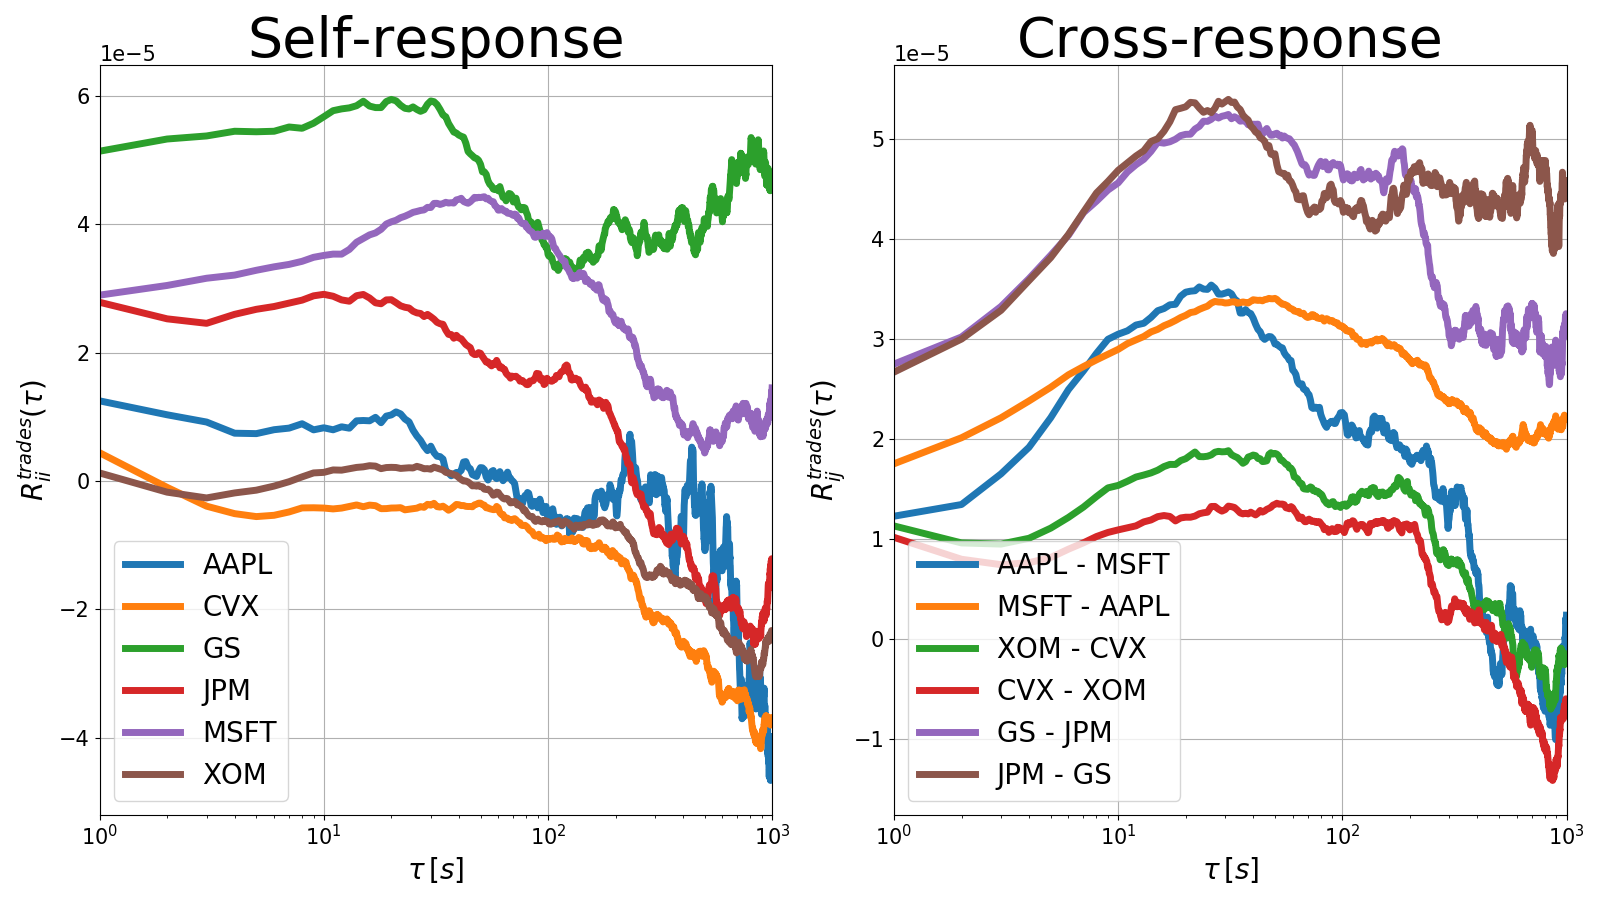 Self-response
1e−5
6
4
2
0
−2
−4
R_{ii}^{trades}(τ)
AAPL
CVX
GS
JPM
MSFT
XOM
10^0
10^1
10^2
10^3
τ [s]
Cross-response
1e−5
5
4
3
2
1
0
−1
R_{ij}^{trades}(τ)
AAPL - MSFT
MSFT - AAPL
XOM - CVX
CVX - XOM
GS - JPM
JPM - GS
10^0
10^1
10^2
10^3
τ [s]